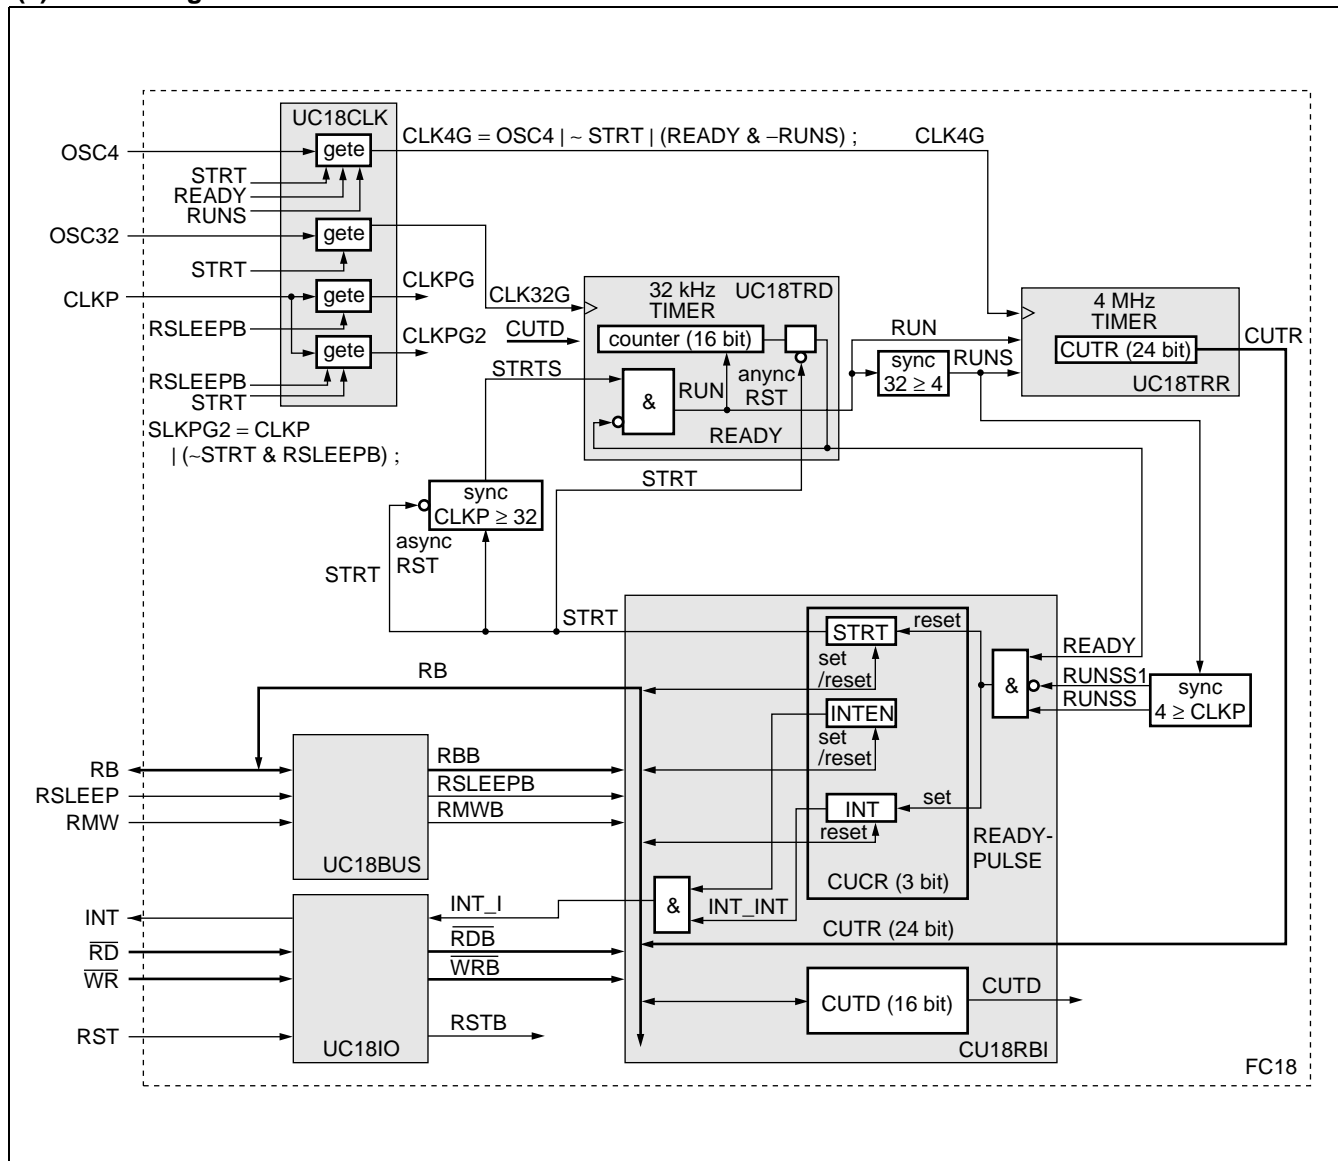 UC18CLK
OSC4
gete
CLK4G = OSC4 | ~ STRT | (READY & –RUNS) ;
CLK4G
STRT
READY
RUNS
OSC32
gete
STRT
CLKP
gete
CLKPG
RSLEEPB
gete
CLKPG2
RSLEEPB
STRT
SLKPG2 = CLKP
| (~STRT & RSLEEPB) ;
CLK32G
CUTD
STRTS
32 kHz
TIMER
UC18TRD
counter (16 bit)
&
RUN
anync
RST
READY
STRT
RUN
sync
32 ≥ 4
RUNS
4 MHz
TIMER
CUTR (24 bit)
UC18TRR
CUTR
sync
CLKP ≥ 32
async
RST
STRT
STRT
STRT
reset
set
/reset
INTEN
set
/reset
INT
set
reset
CUCR (3 bit)
READY-
PULSE
&
READY
RUNSS1
RUNSS
sync
4 ≥ CLKP
RB
RB
RSLEEP
RMW
RBB
RSLEEPB
RMWB
UC18BUS
INT
RD
WR
RST
INT_I
RDB
WRB
RSTB
UC18IO
&
INT_INT
CUTR (24 bit)
CUTD (16 bit)
CUTD
CU18RBI
FC18